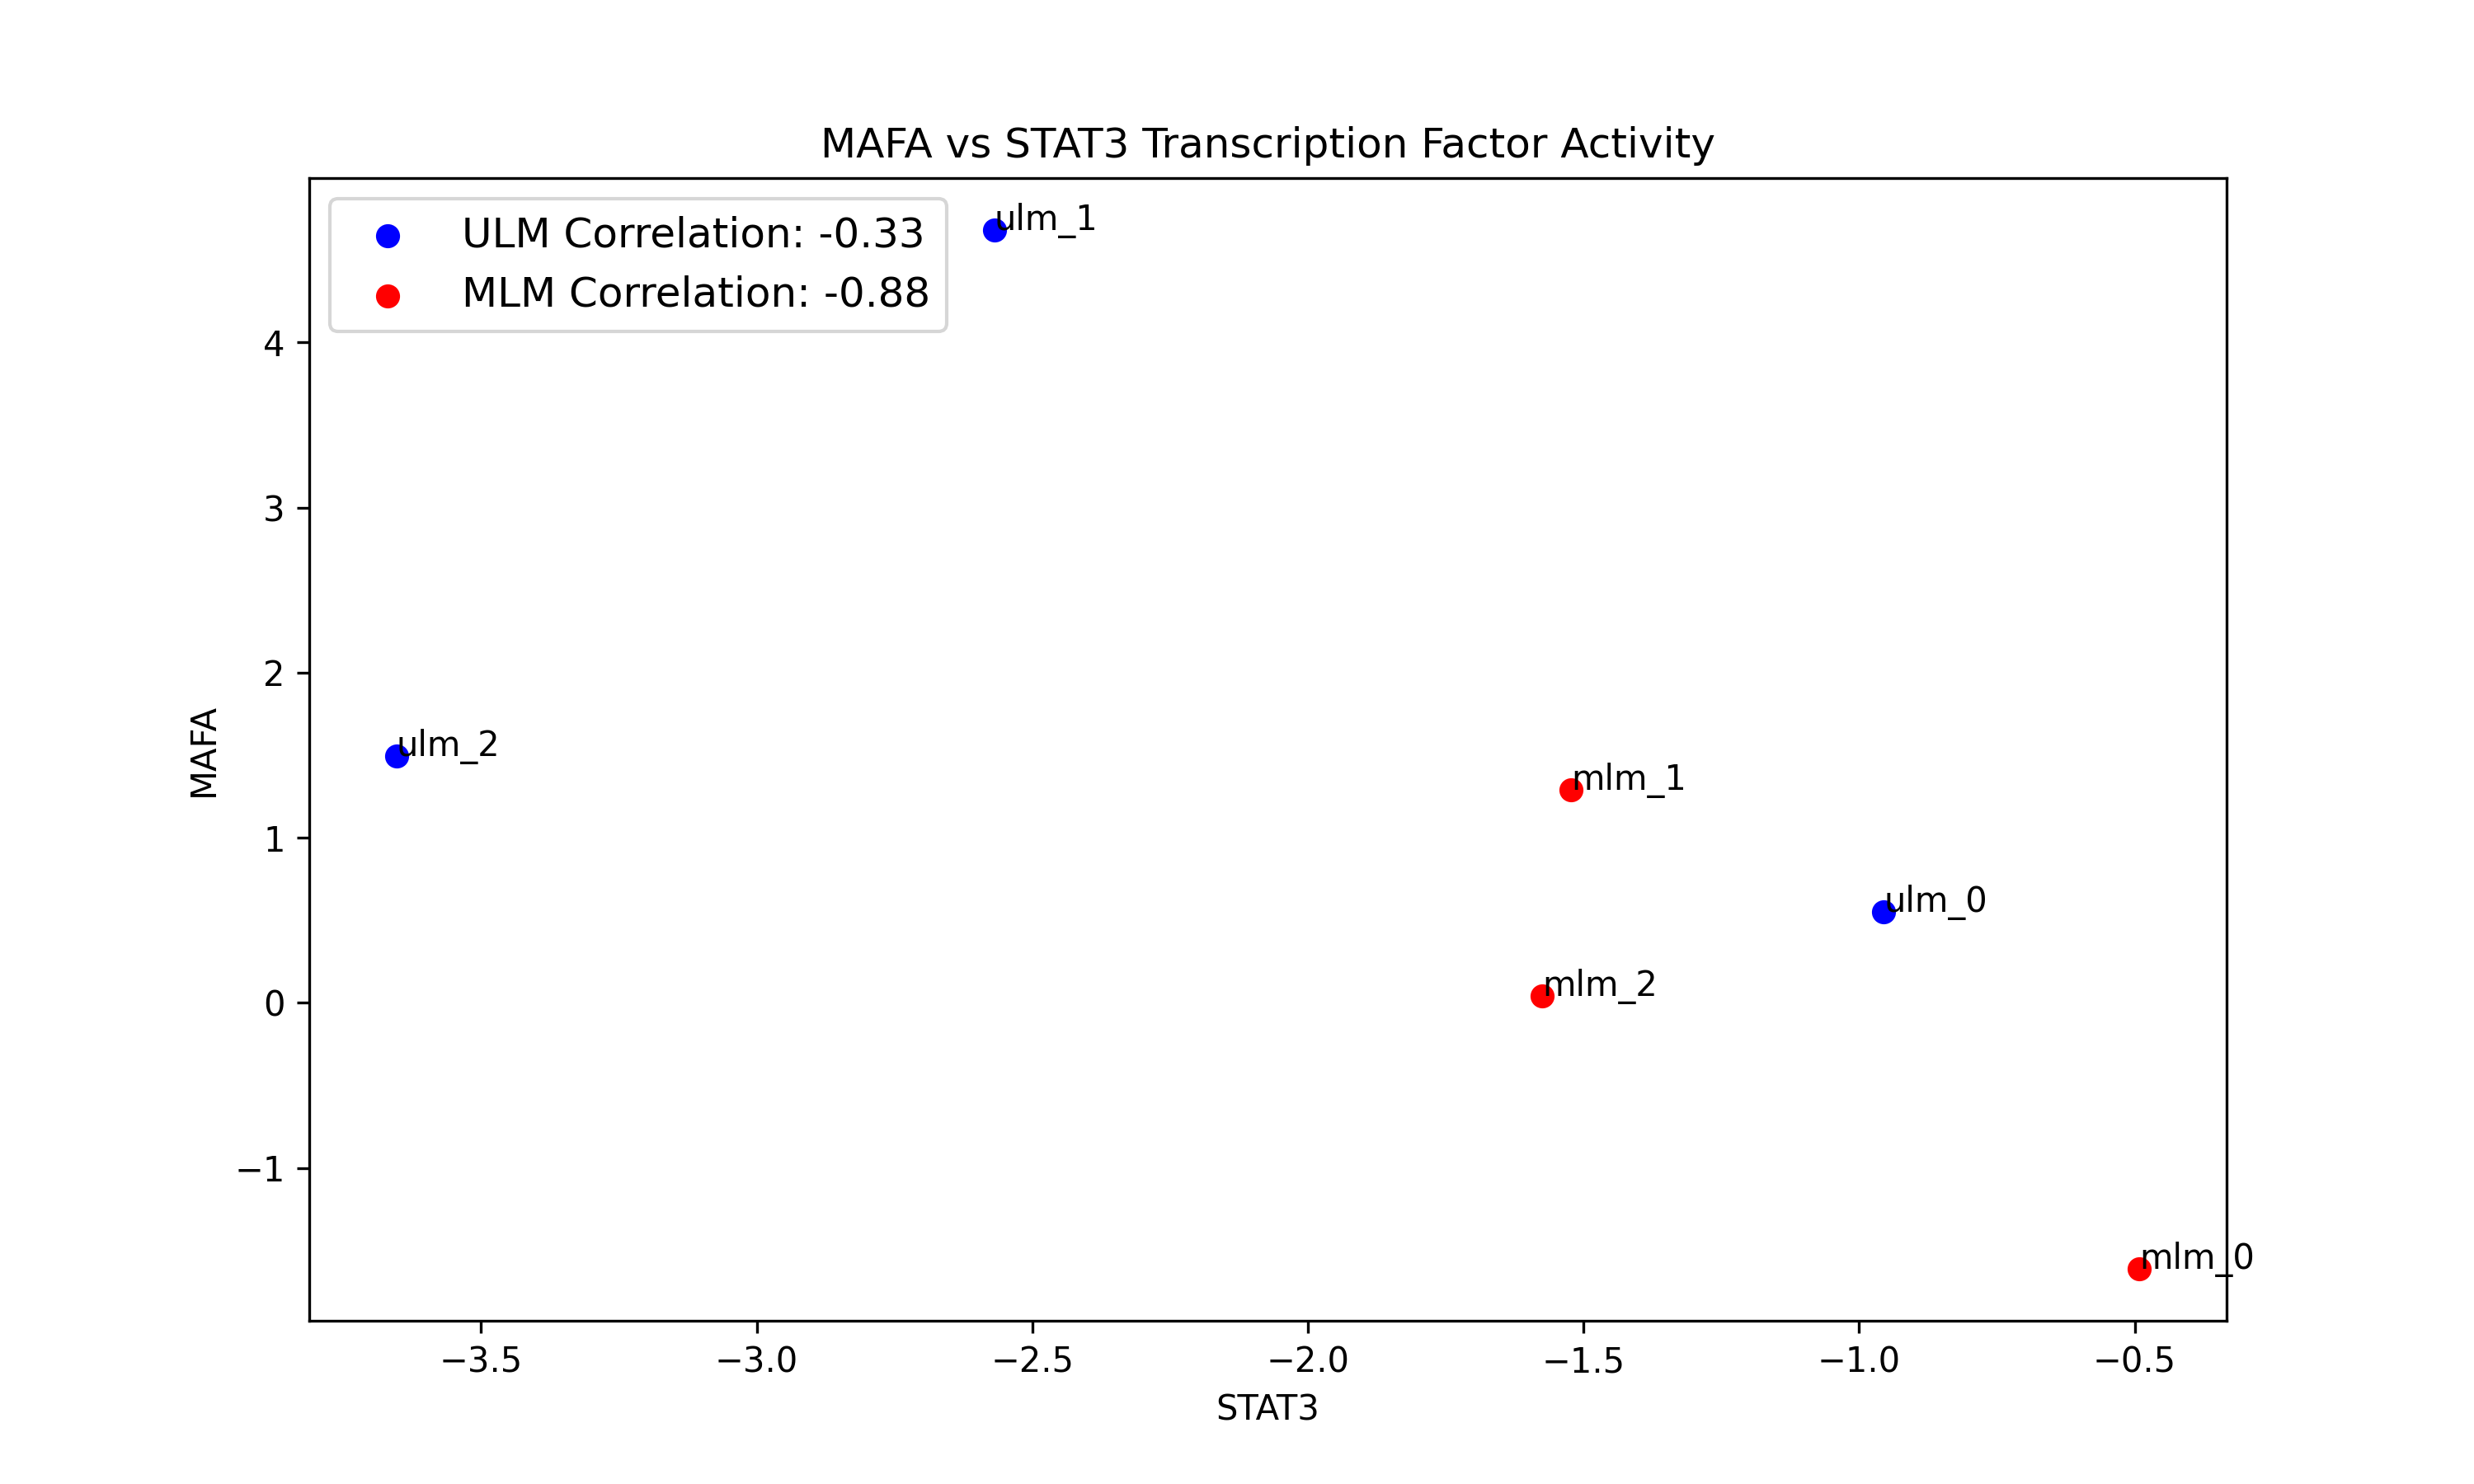 MAFA vs STAT3 Transcription Factor Activity
ULM Correlation: -0.33
MLM Correlation: -0.88
ulm_1
ulm_2
mlm_1
ulm_0
mlm_2
mlm_0
MAFA
4
3
2
1
0
−1
−3.5
−3.0
−2.5
−2.0
−1.5
−1.0
−0.5
STAT3